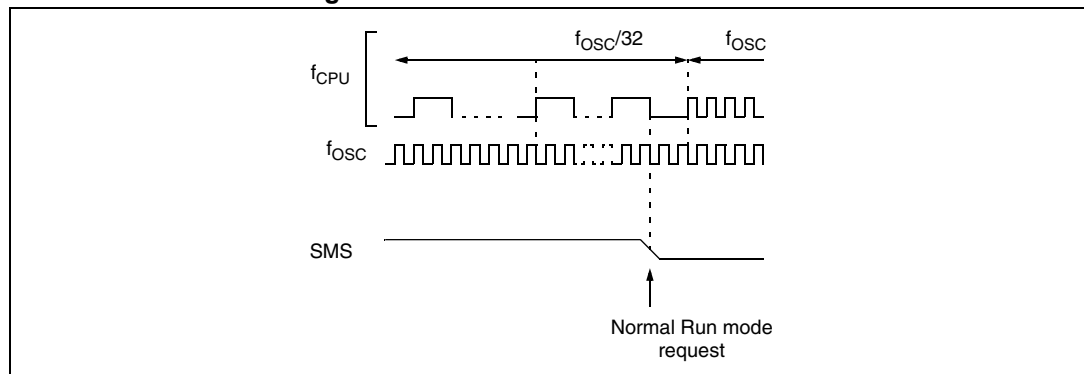 fOSC/32
fOSC
fCPU
fOSC
SMS
Normal Run mode
request